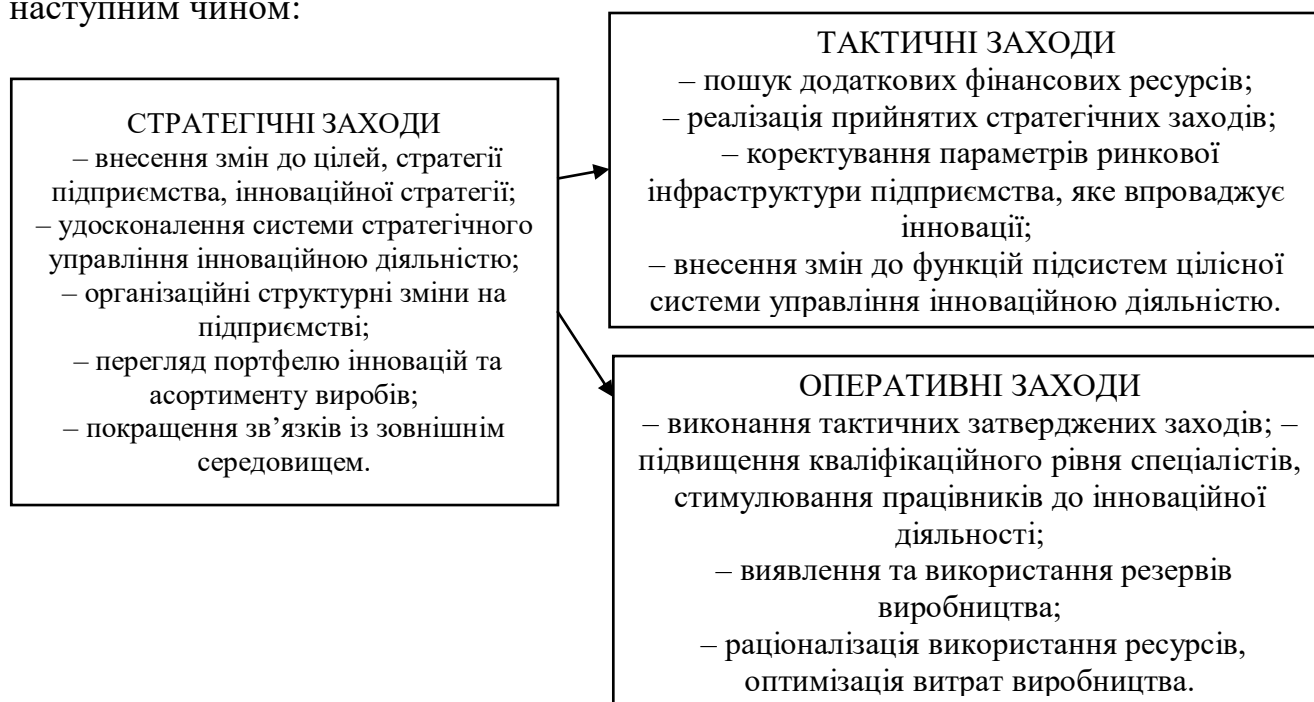 наступним чином:
СТРАТЕГІЧНІ ЗАХОДИ
– внесення змін до цілей, стратегії
підприємства, інноваційної стратегії;
– удосконалення системи стратегічного
управління інноваційною діяльністю;
– організаційні структурні зміни на
підприємстві;
– перегляд портфелю інновацій та
асортименту виробів;
– покращення зв’язків із зовнішнім
середовищем.
ТАКТИЧНІ ЗАХОДИ
– пошук додаткових фінансових ресурсів;
– реалізація прийнятих стратегічних заходів;
– коректування параметрів ринкової
інфраструктури підприємства, яке впроваджує
інновації;
– внесення змін до функцій підсистем цілісної
системи управління інноваційною діяльністю.
ОПЕРАТИВНІ ЗАХОДИ
– виконання тактичних затверджених заходів; –
підвищення кваліфікаційного рівня спеціалістів,
стимулювання працівників до інноваційної
діяльності;
– виявлення та використання резервів
виробництва;
– раціоналізація використання ресурсів,
оптимізація витрат виробництва.